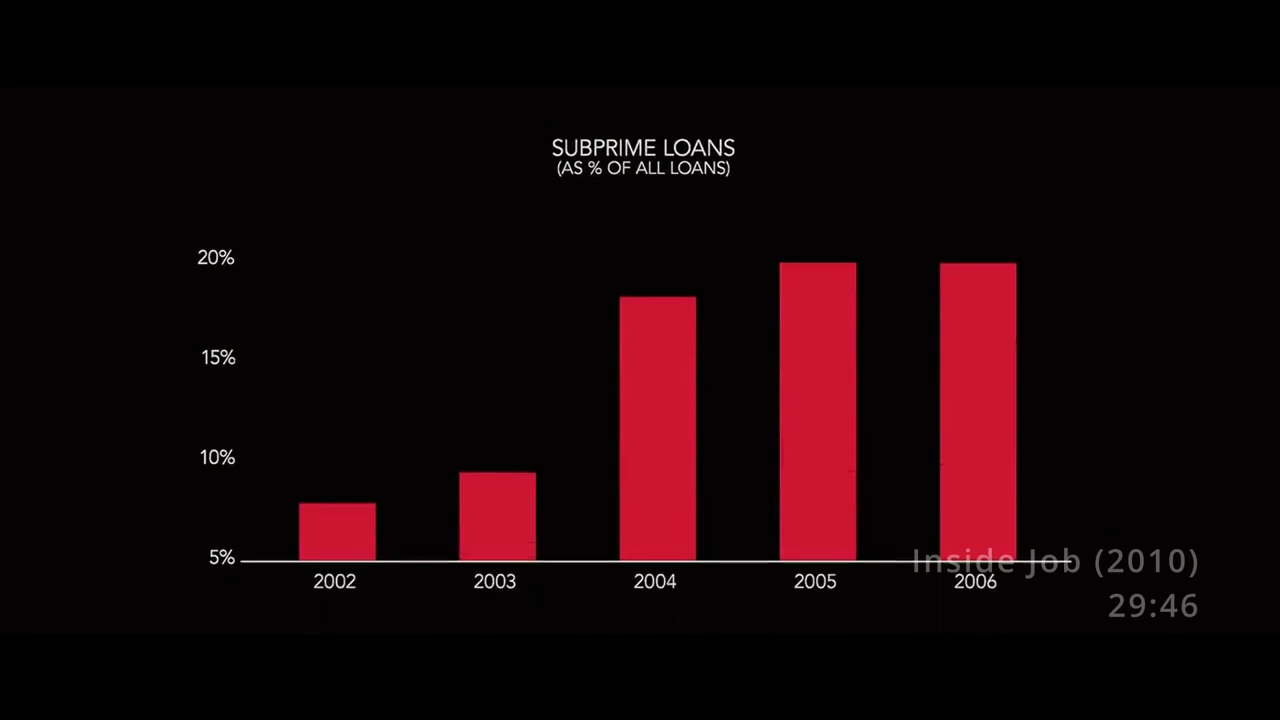 SUBPRIME LOANS
(AS % OF ALL LOANS)
20%
15%
10%
5%
2002 2003 2004 2005 2006
Inside Job (2010)
29:46